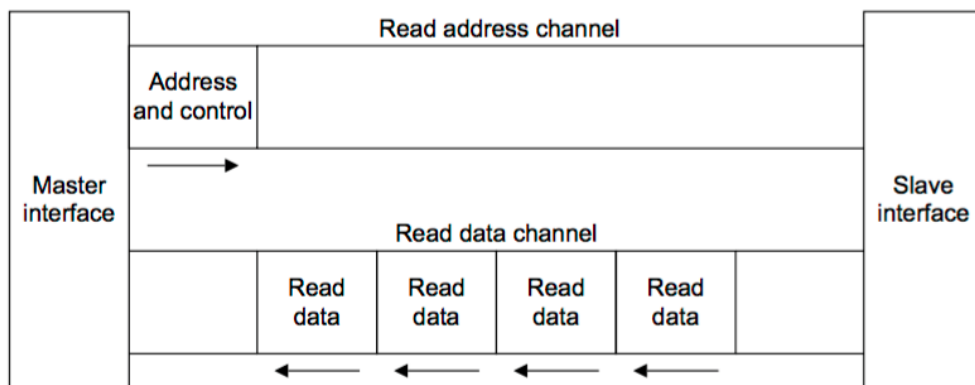 Read address channel
Address
and control
Master
interface
Slave
interface
Read data channel
Read
data
Read
data
Read
data
Read
data